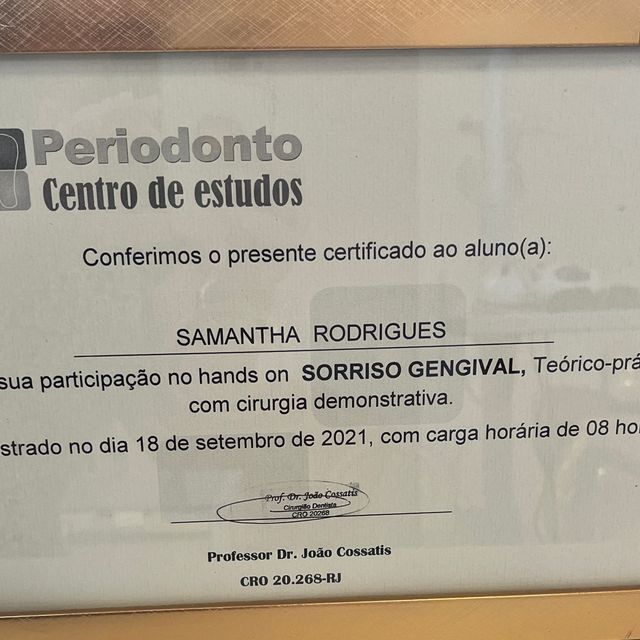 Periodonto
Centro de estudos
Conferimos o presente certificado ao aluno(a):
SAMANTHA RODRIGUES
sua participação no hands on SORRISO GENGIVAL, Teórico-prá
com cirurgia demonstrativa.
strado no dia 18 de setembro de 2021, com carga horária de 08 ho
Prof. Dr. João Cossatis
Cirurgião Dentista
CRO 20268
Professor Dr. João Cossatis
CRO 20.268-RJ